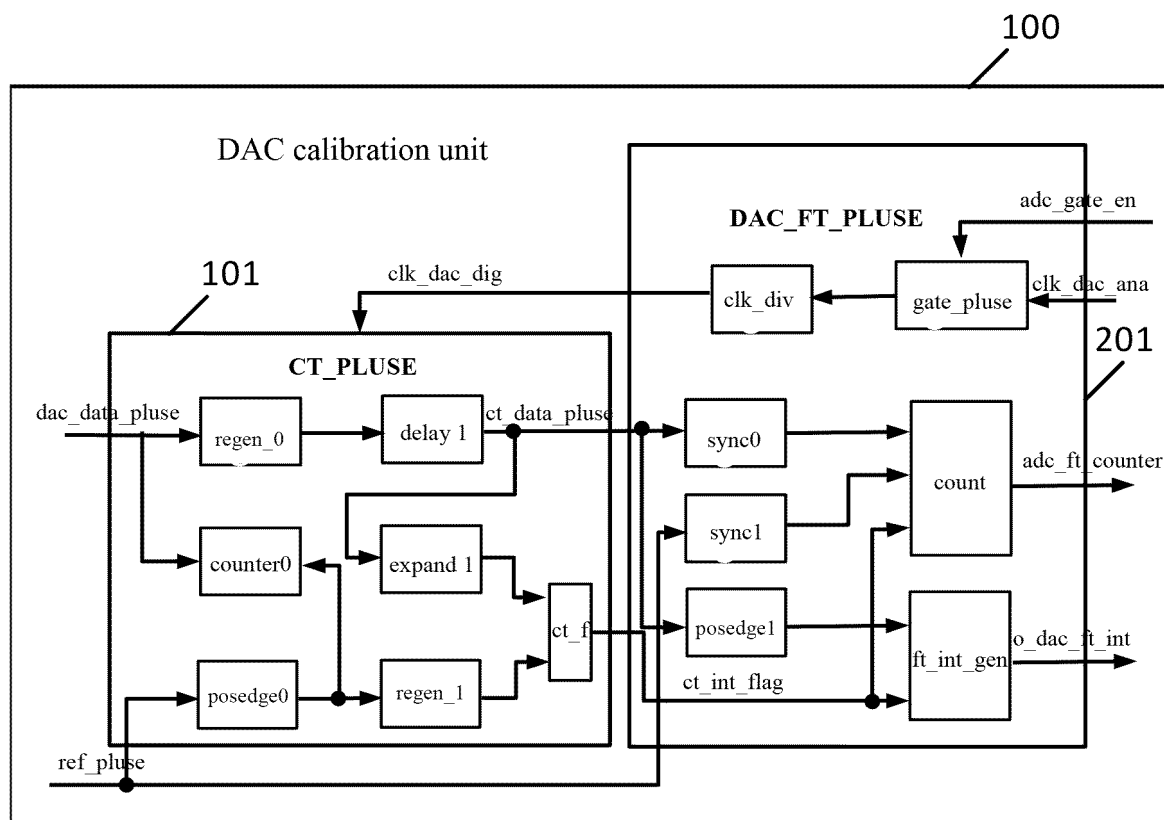 100
DAC calibration unit
adc_gate_en
DAC_FT_PLUSE
101
clk_dac_dig
clk_div
gate_pluse
clk_dac_ana
201
CT_PLUSE
dac_data_pluse
regen_0
delay 1
ct_data_pluse
sync0
count
adc_ft_counter
counter0
expand 1
sync1
ct_f
posedge1
ft_int_gen
o_dac_ft_int
posedge0
regen_1
ct_int_flag
ref_pluse